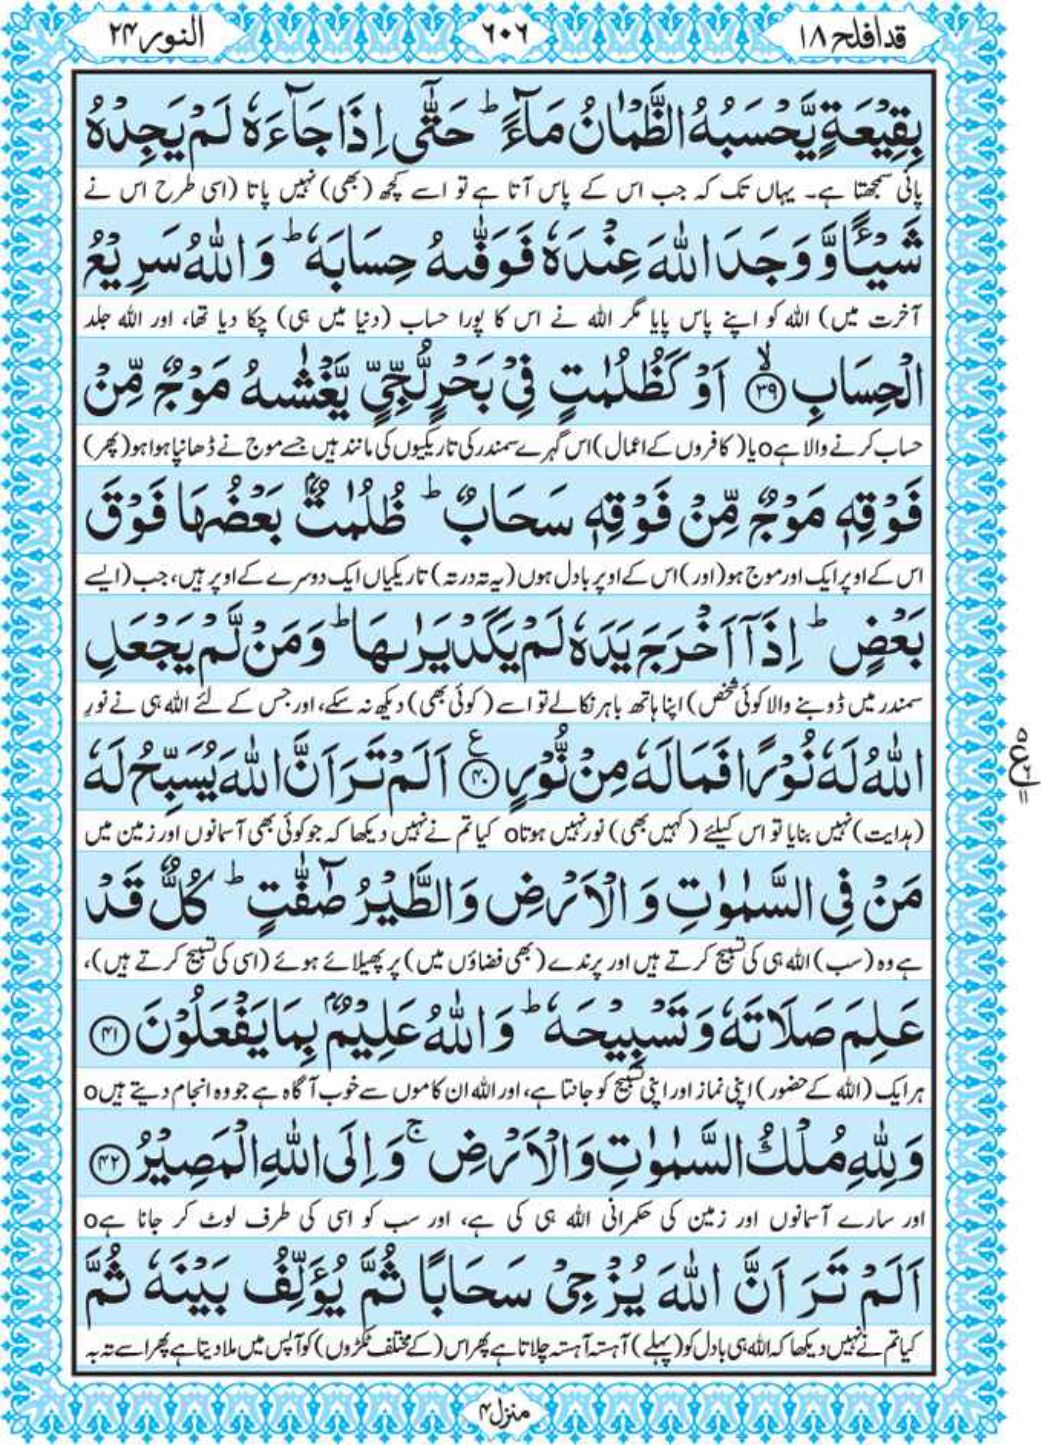 قد افلح ۱۸
۶۰۶
النور ۲۴
بِقِيْعَةٍ يَّحْسَبُهُ الظَّمْاٰنُ مَآءً ؕ حَتّٰۤى اِذَا جَآءَهٗ لَمْ يَجِدْهُ
پانی سمجھتا ہے۔ یہاں تک کہ جب اس کے پاس آتا ہے تو اسے کچھ (بھی) نہیں پاتا (اسی طرح اس نے
شَيْـًٔا وَّ وَجَدَ اللّٰهَ عِنْدَهٗ فَوَفّٰىهُ حِسَابَهٗ ؕ وَ اللّٰهُ سَرِيْعُ
آخرت میں) اللہ کو اپنے پاس پایا مگر اللہ نے اس کا پورا حساب (دنیا میں ہی) چکا دیا تھا، اور اللہ جلد
الْحِسَابِ ۙ﴿۳۹﴾ اَوْ كَظُلُمٰتٍ فِيْ بَحْرٍ لُّجِّيٍّ يَّغْشٰىهُ مَوْجٌ مِّنْ
حساب کرنے والا ہےo یا (کافروں کے اعمال) اس گہرے سمندر کی تاریکیوں کی مانند ہیں جسے موج نے ڈھانپا ہوا ہو (پھر)
فَوْقِهٖ مَوْجٌ مِّنْ فَوْقِهٖ سَحَابٌ ؕ ظُلُمٰتٌۢ بَعْضُهَا فَوْقَ
اس کے اوپر ایک اور موج ہو (اور) اس کے اوپر بادل ہوں (یہ تہ در تہ) تاریکیاں ایک دوسرے کے اوپر ہیں، جب (ایسے
بَعْضٍ ؕ اِذَاۤ اَخْرَجَ يَدَهٗ لَمْ يَكَدْ يَرٰىهَا ؕ وَ مَنْ لَّمْ يَجْعَلِ
سمندر میں ڈوبنے والا کوئی شخص) اپنا ہاتھ باہر نکالے تو اسے (کوئی بھی) دیکھ نہ سکے، اور جس کے لئے اللہ ہی نے نورِ
اللّٰهُ لَهٗ نُوْرًا فَمَا لَهٗ مِنْ نُّوْرٍ ﴿۴۰﴾ع اَلَمْ تَرَ اَنَّ اللّٰهَ يُسَبِّحُ لَهٗ
ع
۱۱
(ہدایت) نہیں بنایا تو اس کیلئے (کہیں بھی) نور نہیں ہوتاo کیا تم نے نہیں دیکھا کہ جو کوئی بھی آسمانوں اور زمین میں
مَنْ فِي السَّمٰوٰتِ وَ الْاَرْضِ وَ الطَّيْرُ صٰٓفّٰتٍ ؕ كُلٌّ قَدْ
ہے وہ (سب) اللہ ہی کی تسبیح کرتے ہیں اور پرندے (بھی فضاؤں میں) پر پھیلائے ہوئے (اسی کی تسبیح کرتے ہیں)،
عَلِمَ صَلَاتَهٗ وَ تَسْبِيْحَهٗ ؕ وَ اللّٰهُ عَلِيْمٌۢ بِمَا يَفْعَلُوْنَ ﴿۴۱﴾
ہر ایک (اللہ کے حضور) اپنی نماز اور اپنی تسبیح کو جانتا ہے، اور اللہ ان کاموں سے خوب آگاہ ہے جو وہ انجام دیتے ہیںo
وَ لِلّٰهِ مُلْكُ السَّمٰوٰتِ وَ الْاَرْضِ ۚ وَ اِلَى اللّٰهِ الْمَصِيْرُ ﴿۴۲﴾
اور سارے آسمانوں اور زمین کی حکمرانی اللہ ہی کی ہے، اور سب کو اسی کی طرف لوٹ کر جانا ہےo
اَلَمْ تَرَ اَنَّ اللّٰهَ يُزْجِيْ سَحَابًا ثُمَّ يُؤَلِّفُ بَيْنَهٗ ثُمَّ
کیا تم نے نہیں دیکھا کہ اللہ ہی بادل کو (پہلے) آہستہ آہستہ چلاتا ہے پھر اس (کے مختلف ٹکڑوں) کو آپس میں ملا دیتا ہے پھر اسے تہ بہ
منزل ۴